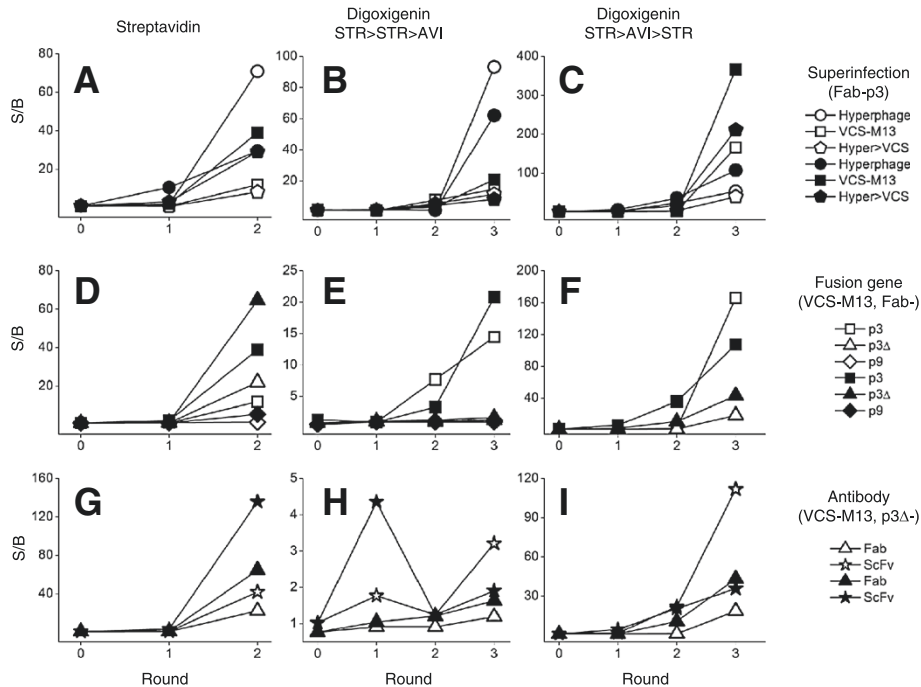 Streptavidin
Digoxigenin
STR>STR>AVI
Digoxigenin
STR>AVI>STR
A
S/B
80
60
40
20
0
1
2
B
100
80
60
40
20
0
1
2
3
C
400
300
200
100
0
1
2
3
Superinfection
(Fab-p3)
Hyperphage
VCS-M13
Hyper>VCS
Hyperphage
VCS-M13
Hyper>VCS
D
S/B
80
60
40
20
0
1
2
E
25
20
15
10
5
0
1
2
3
F
200
160
120
80
40
0
1
2
3
Fusion gene
(VCS-M13, Fab-)
p3
p3Δ
p9
p3
p3Δ
p9
G
S/B
160
120
80
40
0
1
2
Round
H
5
4
3
2
1
0
1
2
3
Round
I
120
90
60
30
0
1
2
3
Round
Antibody
(VCS-M13, p3Δ-)
Fab
ScFv
Fab
ScFv